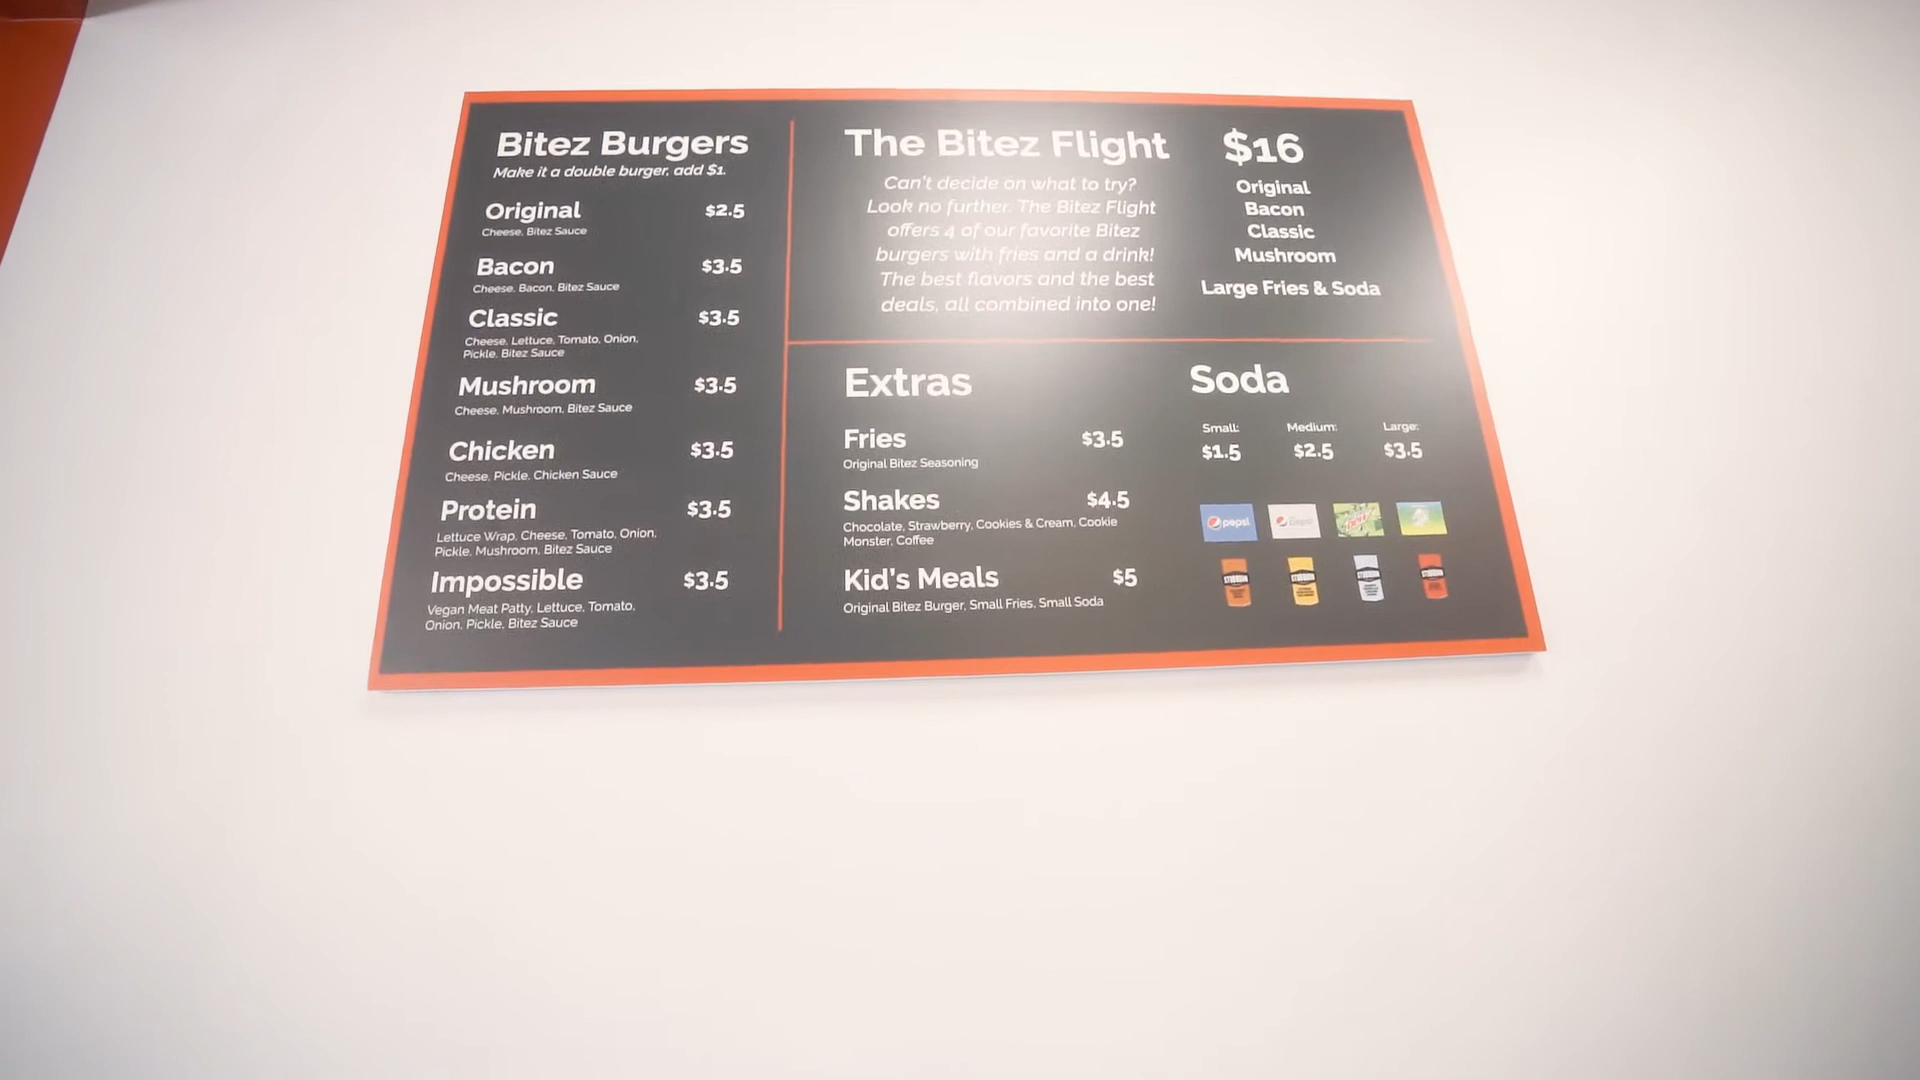 Bitez Burgers
Make it a double burger, add $1.
Original $2.5
Cheese, Bitez Sauce
Bacon $3.5
Cheese, Bacon, Bitez Sauce
Classic $3.5
Cheese, Lettuce, Tomato, Onion,
Pickle, Bitez Sauce
Mushroom $3.5
Cheese, Mushroom, Bitez Sauce
Chicken $3.5
Cheese, Pickle, Chicken Sauce
Protein $3.5
Lettuce Wrap, Cheese, Tomato, Onion,
Pickle, Mushroom, Bitez Sauce
Impossible $3.5
Vegan Meat Patty, Lettuce, Tomato,
Onion, Pickle, Bitez Sauce
The Bitez Flight
Can't decide on what to try?
Look no further. The Bitez Flight
offers 4 of our favorite Bitez
burgers with fries and a drink!
The best flavors and the best
deals, all combined into one!
$16
Original
Bacon
Classic
Mushroom
Large Fries & Soda
Extras
Fries $3.5
Original Bitez Seasoning
Shakes $4.5
Chocolate, Strawberry, Cookies & Cream, Cookie
Monster, Coffee
Kid's Meals $5
Original Bitez Burger, Small Fries, Small Soda
Soda
Small: Medium: Large:
$1.5 $2.5 $3.5
pepsi pepsi
STUBBORN STUBBORN STUBBORN STUBBORN